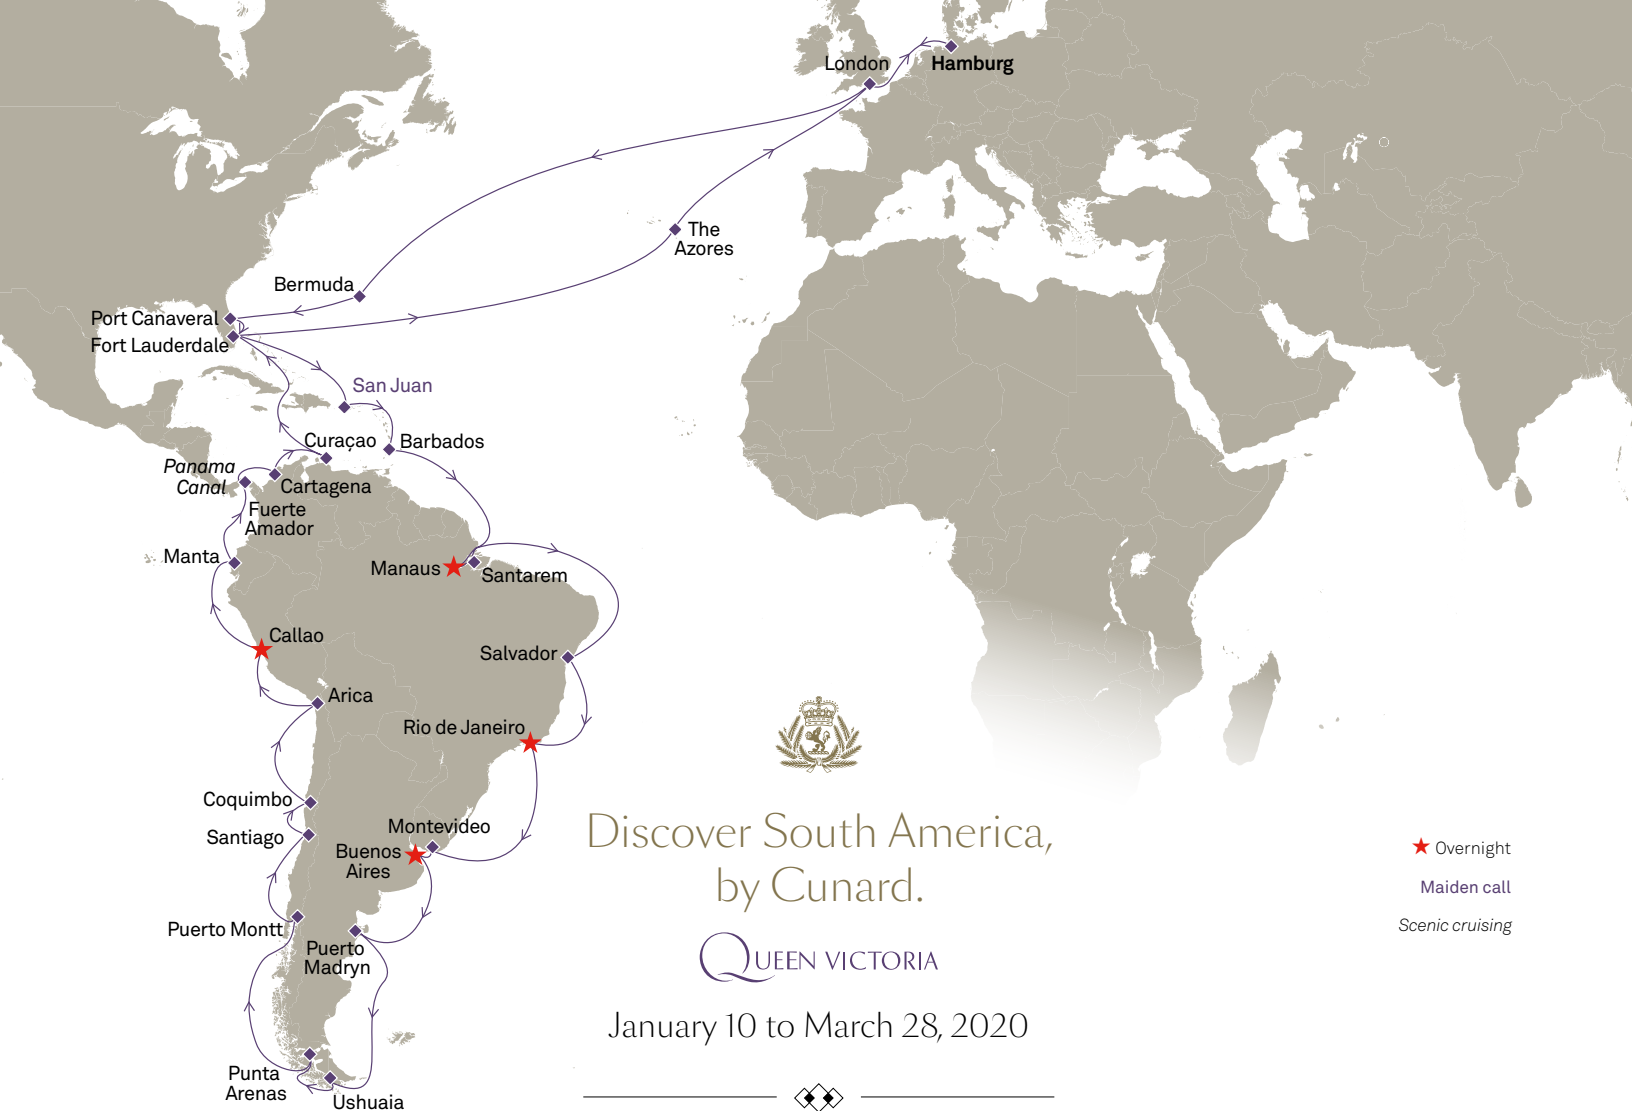 London
Hamburg
The
Azores
Bermuda
Port Canaveral
Fort Lauderdale
San Juan
Curaçao
Barbados
Panama
Canal
Cartagena
Fuerte
Amador
Manta
Manaus
Santarem
Callao
Salvador
Arica
Rio de Janeiro
Coquimbo
Santiago
Montevideo
Buenos
Aires
Puerto Montt
Puerto
Madryn
Punta
Arenas
Ushuaia
Discover South America,
by Cunard.
QUEEN VICTORIA
January 10 to March 28, 2020
Overnight
Maiden call
Scenic cruising